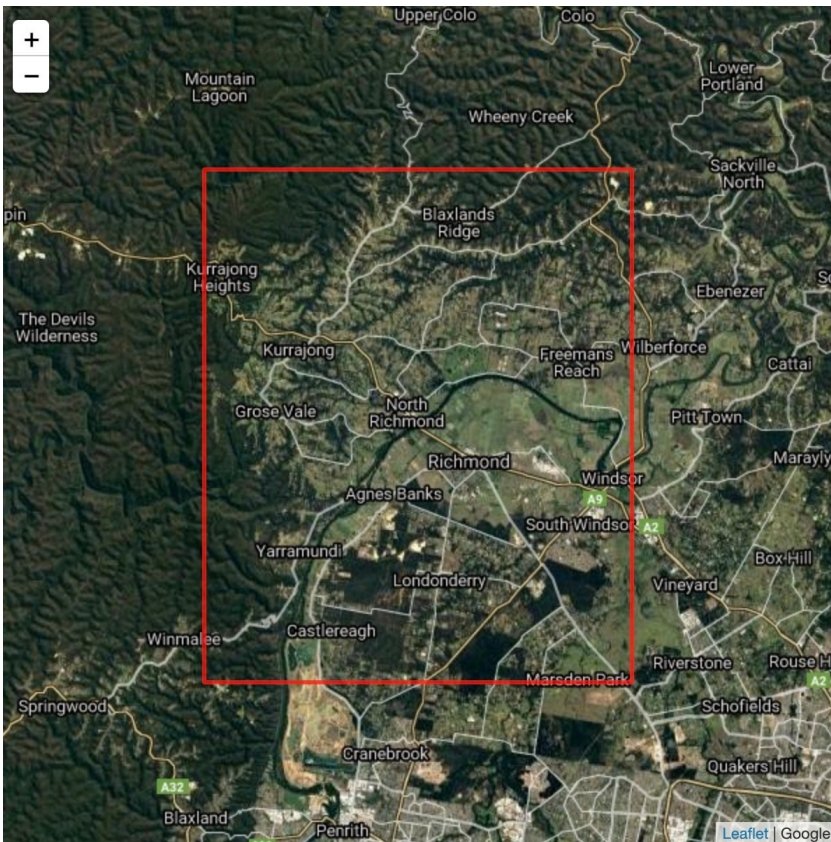 +
−
Upper Colo
Colo
Mountain
Lagoon
Lower
Portland
Wheeny Creek
Sackville
North
pin
Blaxlands
Ridge
Kurrajong
Heights
Ebenezer
The Devils
Wilderness
Kurrajong
Freemans
Reach
Wilberforce
Cattai
Grose Vale
North
Richmond
Pitt Town
Richmond
Maraylya
Windsor
Agnes Banks
A9
South Windsor
A2
Yarramundi
Box Hill
Londonderry
Vineyard
Castlereagh
Winmalee
Riverstone
Rouse H
Marsden Park
A2
Springwood
Schofields
Cranebrook
Quakers Hill
A32
Blaxland
Penrith
Leaflet | Google